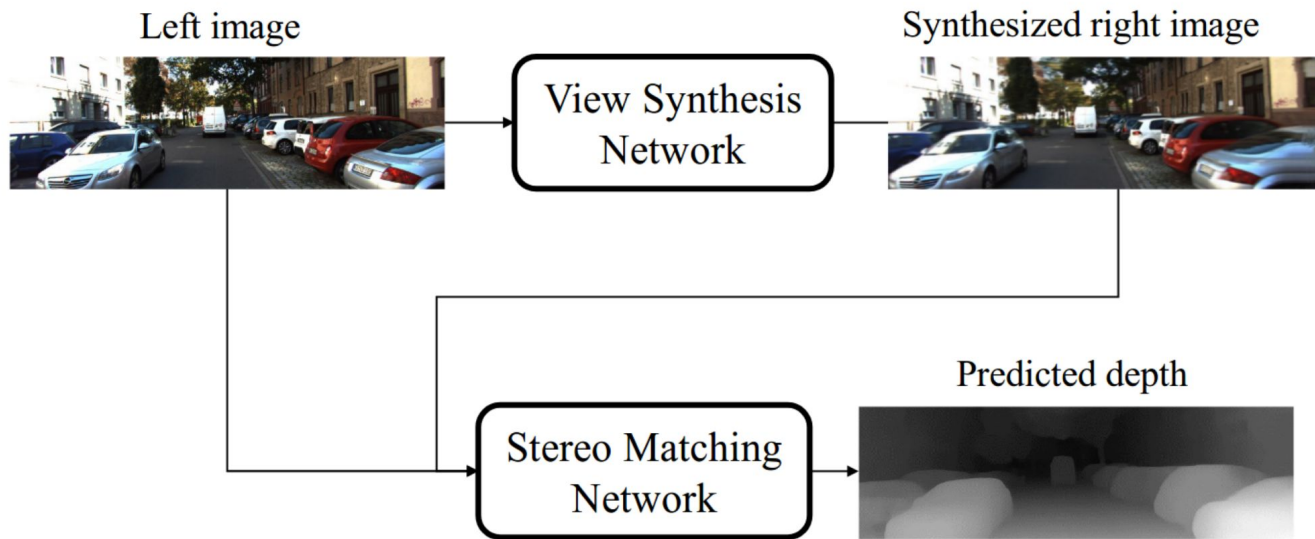 Left image
Synthesized right image
View Synthesis
Network
Predicted depth
Stereo Matching
Network